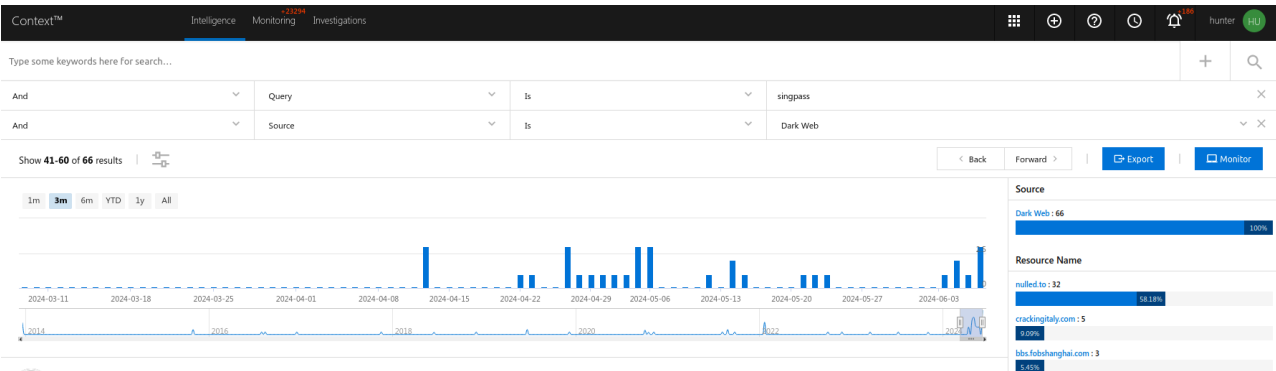 +23294
+186
Context™ Intelligence Monitoring Investigations hunter HU
Type some keywords here for search...
And Query Is singpass
And Source Is Dark Web
Show 41-60 of 66 results < Back Forward > Export Monitor
Source
1m 3m 6m YTD 1y All
Dark Web : 66
100%
Resource Name
nulled.to : 32
58.18%
2024-03-11 2024-03-18 2024-03-25 2024-04-01 2024-04-08 2024-04-15 2024-04-22 2024-04-29 2024-05-06 2024-05-13 2024-05-20 2024-05-27 2024-06-03
crackingitaly.com : 5
2014 2016 2018 2020 2022
9.09%
bbs.fobshanghai.com : 3
5.45%